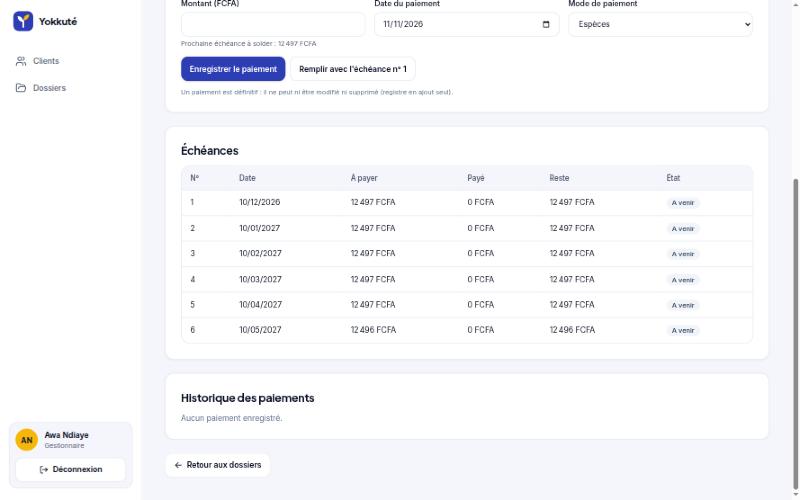 Yokkuté
Clients
Dossiers
Montant (FCFA) Date du paiement Mode de paiement
11/11/2026 Espèces
Prochaine échéance à solder : 12 497 FCFA
Enregistrer le paiement Remplir avec l'échéance n° 1
Un paiement est définitif : il ne peut ni être modifié ni supprimé (registre en ajout seul).
Échéances
N° Date À payer Payé Reste État
1 10/12/2026 12 497 FCFA 0 FCFA 12 497 FCFA A venir
2 10/01/2027 12 497 FCFA 0 FCFA 12 497 FCFA A venir
3 10/02/2027 12 497 FCFA 0 FCFA 12 497 FCFA A venir
4 10/03/2027 12 497 FCFA 0 FCFA 12 497 FCFA A venir
5 10/04/2027 12 497 FCFA 0 FCFA 12 497 FCFA A venir
6 10/05/2027 12 496 FCFA 0 FCFA 12 496 FCFA A venir
Historique des paiements
Aucun paiement enregistré.
AN Awa Ndiaye
Gestionnaire
Déconnexion
← Retour aux dossiers